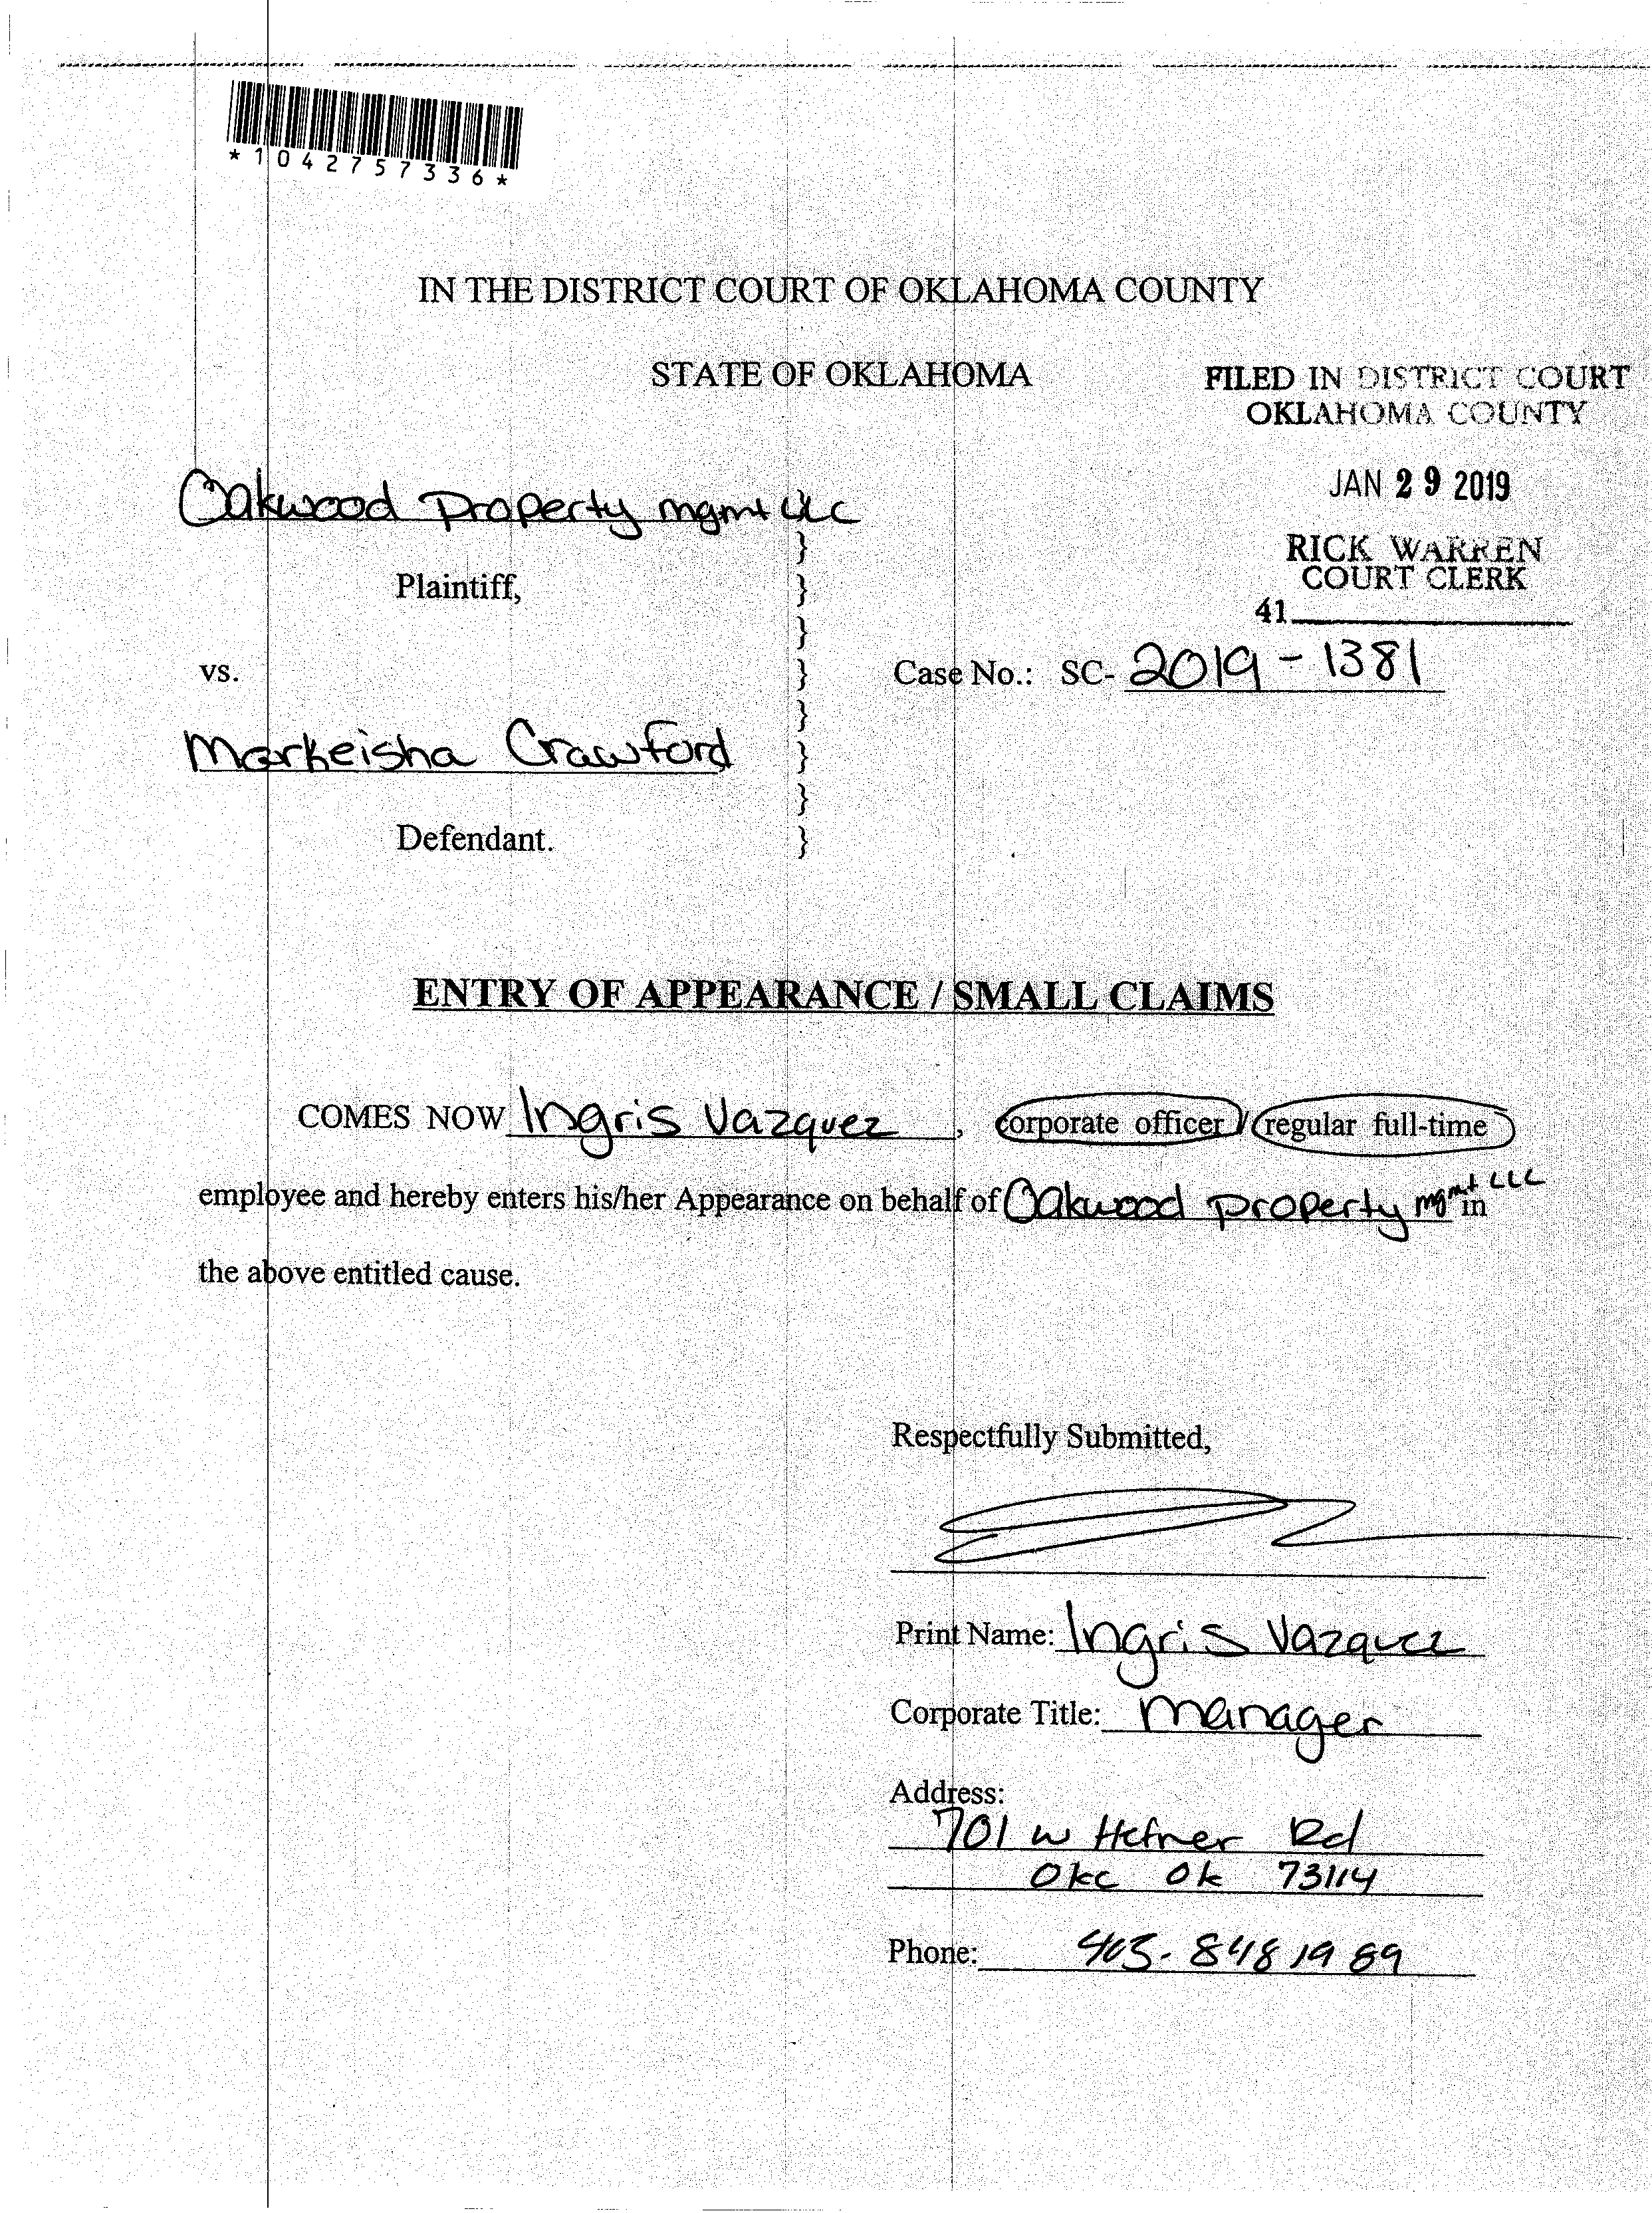 *1042757336*
IN THE DISTRICT COURT OF OKLAHOMA COUNTY
STATE OF OKLAHOMA
FILED IN DISTRICT COURT
OKLAHOMA COUNTY
JAN 29 2019
RICK WARREN
COURT CLERK
41
Oakwood Property mgmt LLC
}
Plaintiff, }
}
vs. } Case No.: SC- 2019-1381
}
Markeisha Crawford }
}
Defendant. }
ENTRY OF APPEARANCE / SMALL CLAIMS
COMES NOW Ingris Vazquez, corporate officer / regular full-time
employee and hereby enters his/her Appearance on behalf of Oakwood property mgmt LLC in
the above entitled cause.
Respectfully Submitted,
Print Name: Ingris Vazquez
Corporate Title: manager
Address:
701 w Hefner Rd
Okc Ok 73114
Phone: 405-848 1989